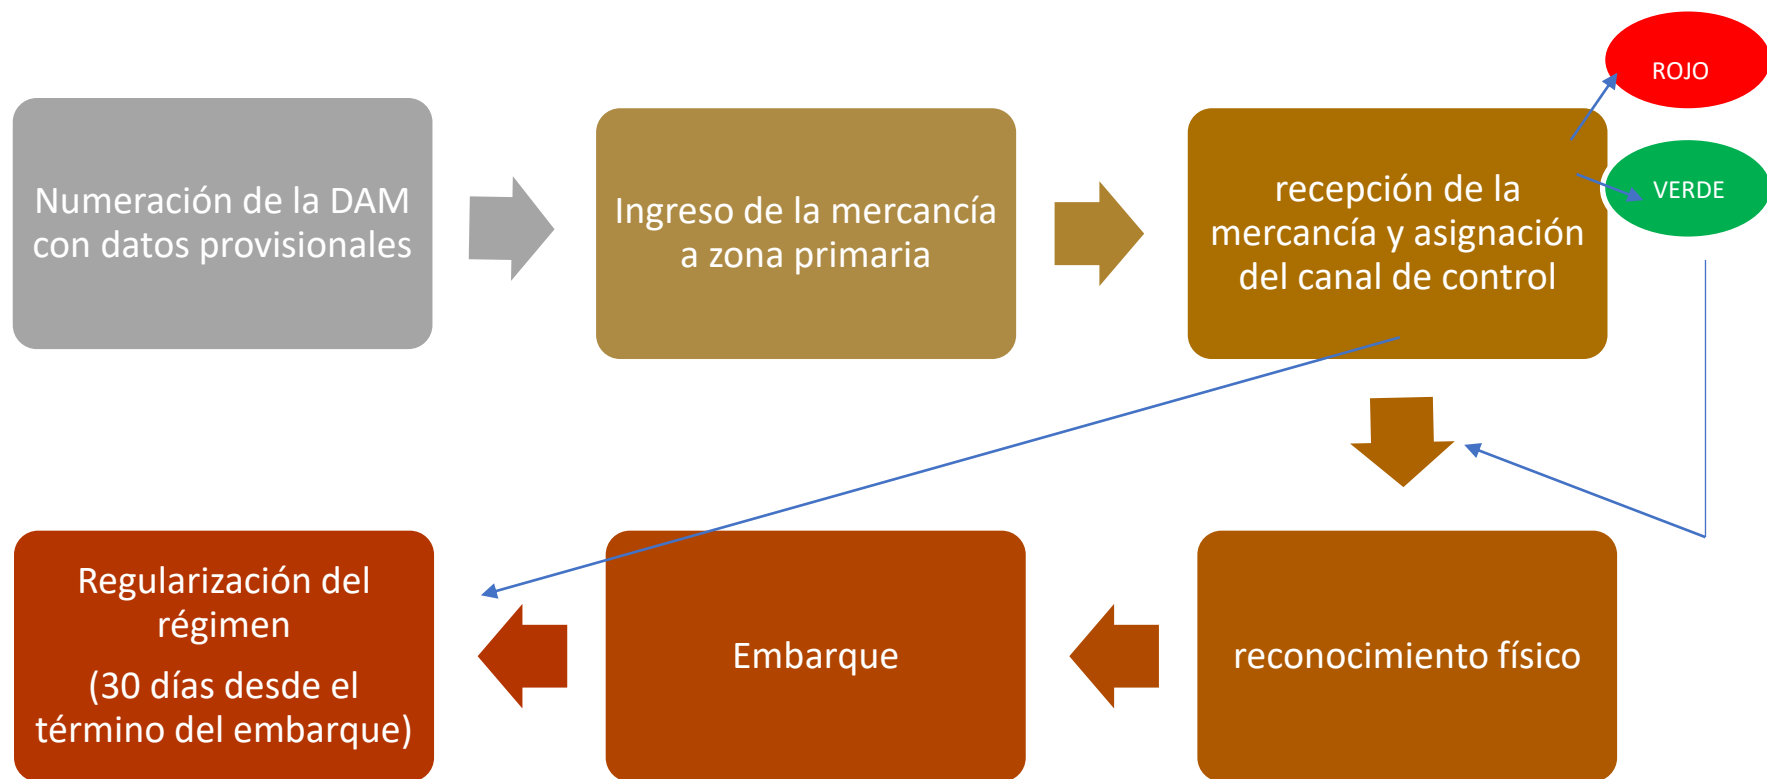 ROJO
Numeración de la DAM
con datos provisionales
Ingreso de la mercancía
a zona primaria
recepción de la
mercancía y asignación
del canal de control
VERDE
Regularización del
régimen
(30 días desde el
término del embarque)
Embarque
reconocimiento físico